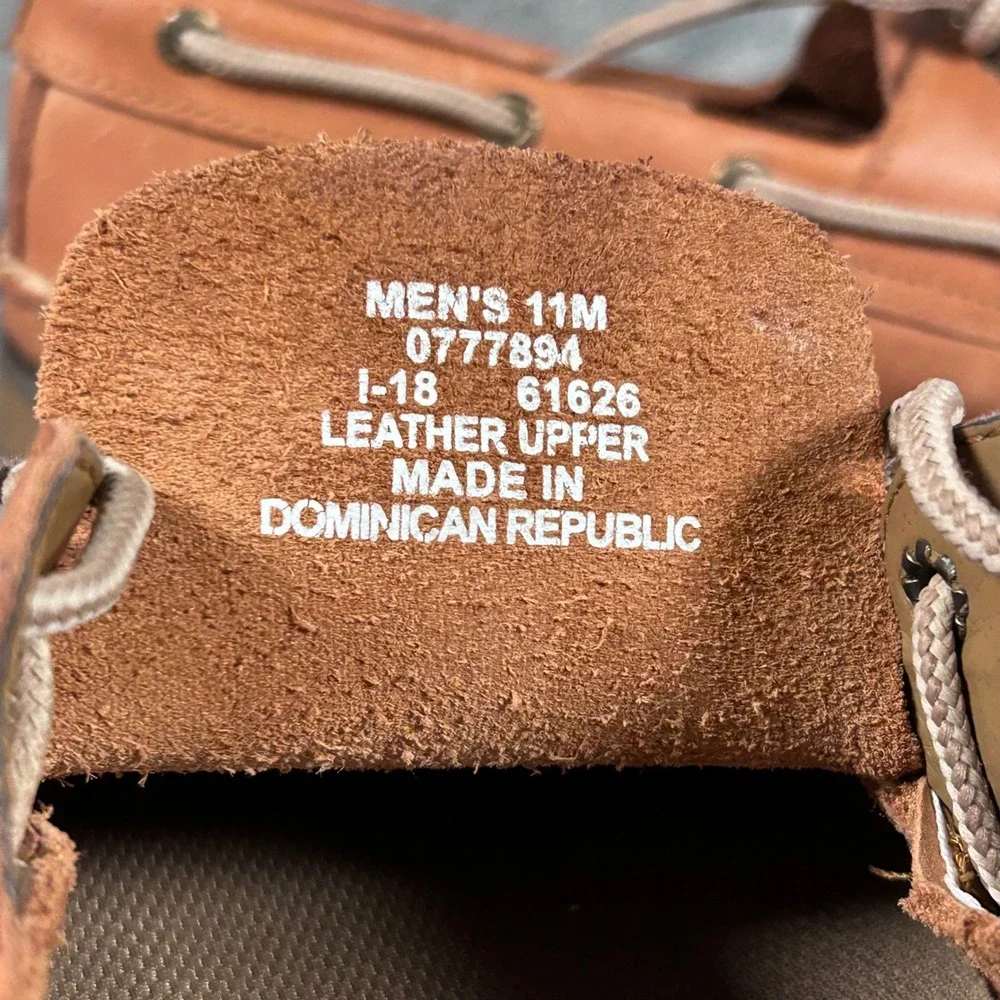 MEN'S 11M
0777894
I-18 61626
LEATHER UPPER
MADE IN
DOMINICAN REPUBLIC